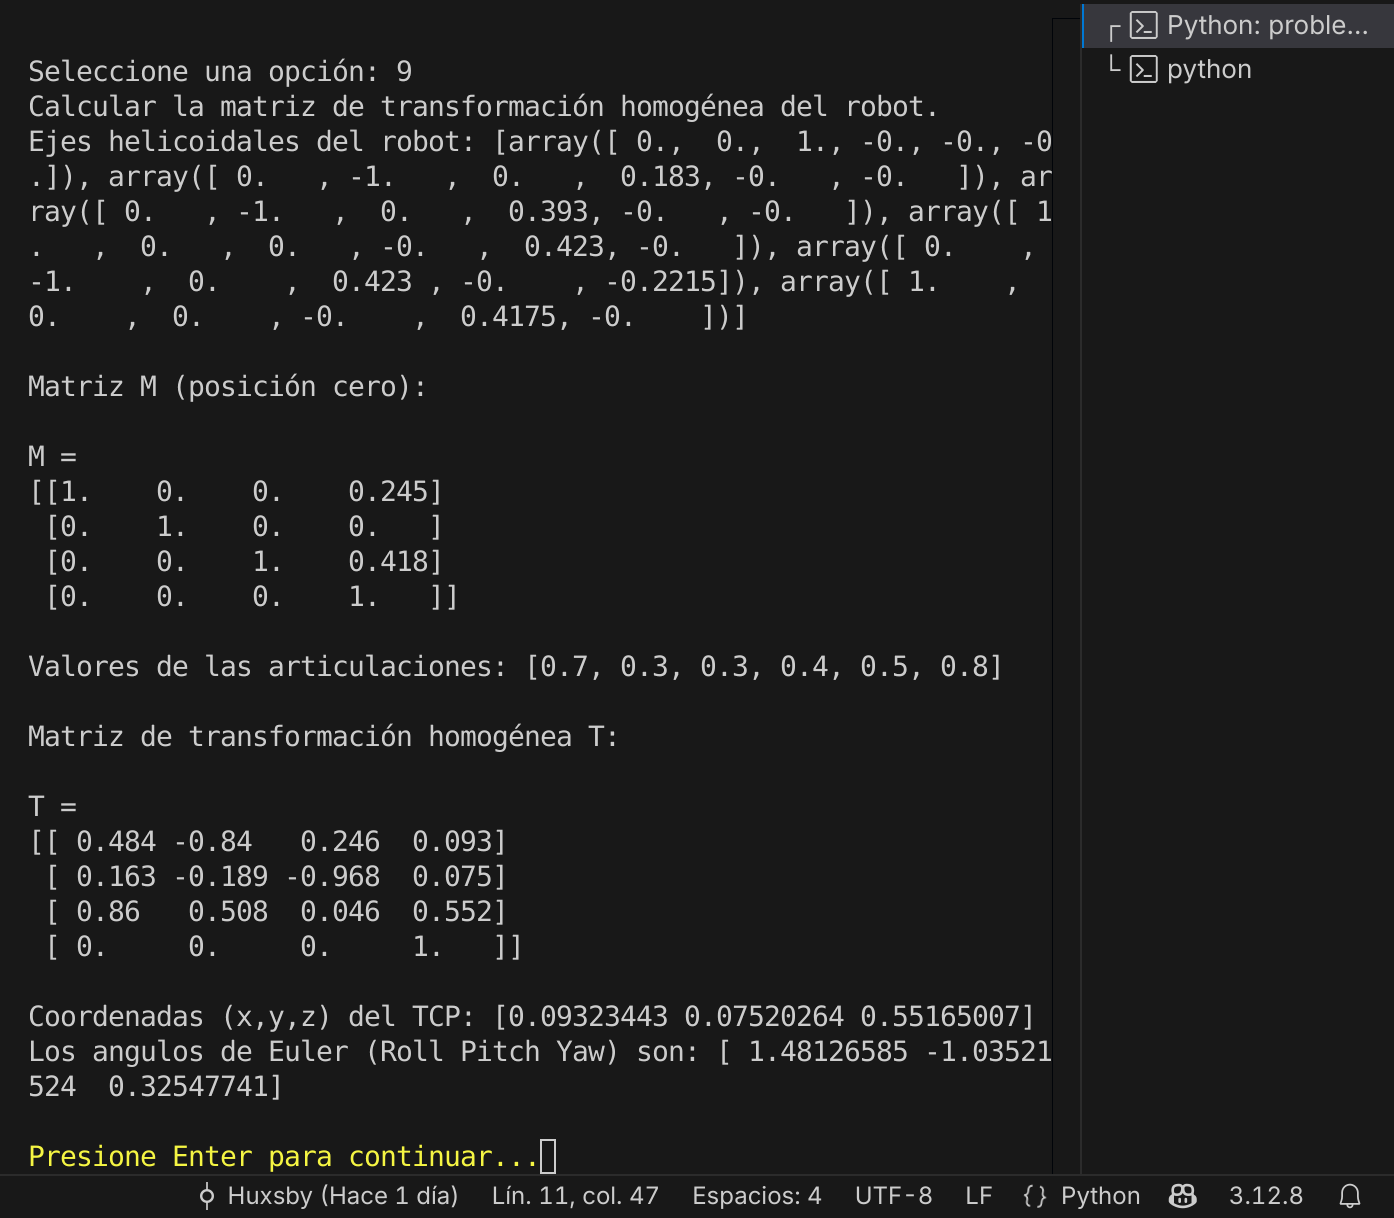 Seleccione una opción: 9
Calcular la matriz de transformación homogénea del robot.
Ejes helicoidales del robot: [array([ 0.,  0.,  1., -0., -0., -0
.]), array([ 0.   , -1.   ,  0.   ,  0.183, -0.   , -0.   ]), ar
ray([ 0.   , -1.   ,  0.   ,  0.393, -0.   , -0.   ]), array([ 1
.   ,  0.   ,  0.   , -0.   ,  0.423, -0.   ]), array([ 0.    ,
-1.    ,  0.    ,  0.423 , -0.    , -0.2215]), array([ 1.    ,
0.    ,  0.    , -0.    ,  0.4175, -0.    ])]
Matriz M (posición cero):
M =
[[1.    0.    0.    0.245]
 [0.    1.    0.    0.   ]
 [0.    0.    1.    0.418]
 [0.    0.    0.    1.   ]]
Valores de las articulaciones: [0.7, 0.3, 0.3, 0.4, 0.5, 0.8]
Matriz de transformación homogénea T:
T =
[[ 0.484 -0.84   0.246  0.093]
 [ 0.163 -0.189 -0.968  0.075]
 [ 0.86   0.508  0.046  0.552]
 [ 0.     0.     0.     1.   ]]
Coordenadas (x,y,z) del TCP: [0.09323443 0.07520264 0.55165007]
Los angulos de Euler (Roll Pitch Yaw) son: [ 1.48126585 -1.03521
524  0.32547741]
Presione Enter para continuar...
Python: proble...
python
Huxsby (Hace 1 día) Lín. 11, col. 47 Espacios: 4 UTF-8 LF {} Python 3.12.8